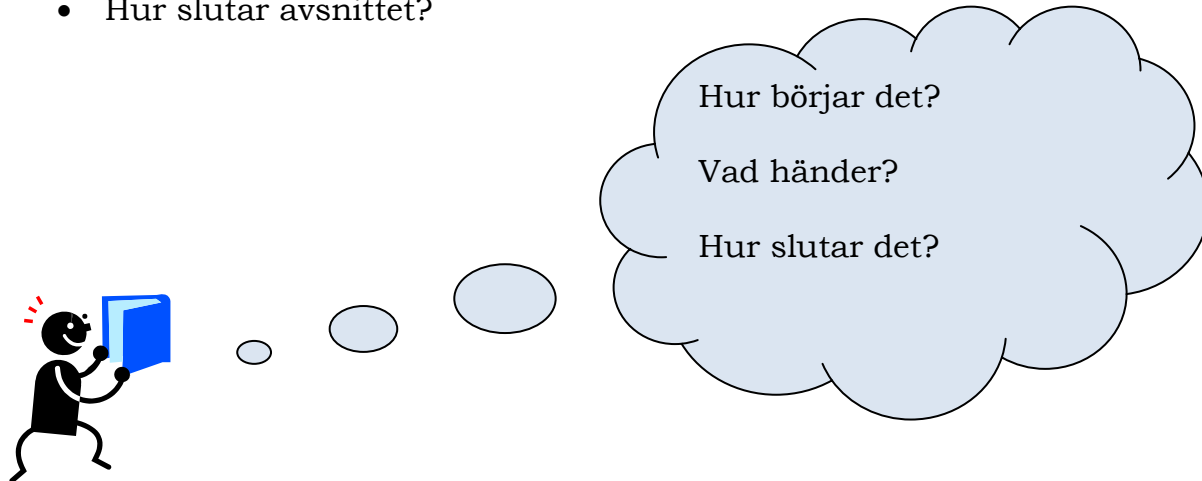 • Hur slutar avsnittet?
Hur börjar det?
Vad händer?
Hur slutar det?